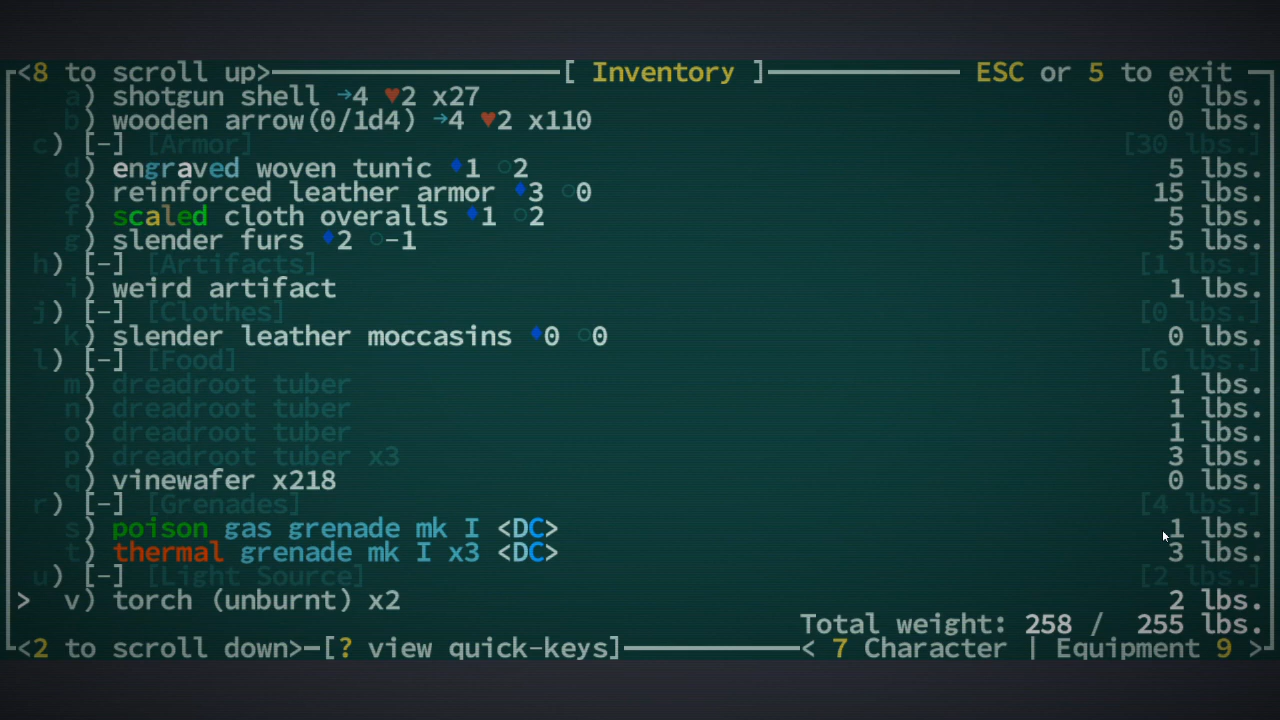 <8 to scroll up> [ Inventory ] ESC or 5 to exit
a) shotgun shell →4 ♥2 x27 0 lbs.
b) wooden arrow(0/1d4) →4 ♥2 x110 0 lbs.
c) [-] [Armor] [30 lbs.]
d) engraved woven tunic ♦1 ○2 5 lbs.
e) reinforced leather armor ♦3 ○0 15 lbs.
f) scaled cloth overalls ♦1 ○2 5 lbs.
g) slender furs ♦2 ○-1 5 lbs.
h) [-] [Artifacts] [1 lbs.]
i) weird artifact 1 lbs.
j) [-] [Clothes] [0 lbs.]
k) slender leather moccasins ♦0 ○0 0 lbs.
l) [-] [Food] [6 lbs.]
m) dreadroot tuber 1 lbs.
n) dreadroot tuber 1 lbs.
o) dreadroot tuber 1 lbs.
p) dreadroot tuber x3 3 lbs.
q) vinewafer x218 0 lbs.
r) [-] [Grenades] [4 lbs.]
s) poison gas grenade mk I <DC> 1 lbs.
t) thermal grenade mk I x3 <DC> 3 lbs.
u) [-] [Light Source] [2 lbs.]
> v) torch (unburnt) x2 2 lbs.
Total weight: 258 / 255 lbs.
<2 to scroll down> [? view quick-keys] < 7 Character | Equipment 9 >